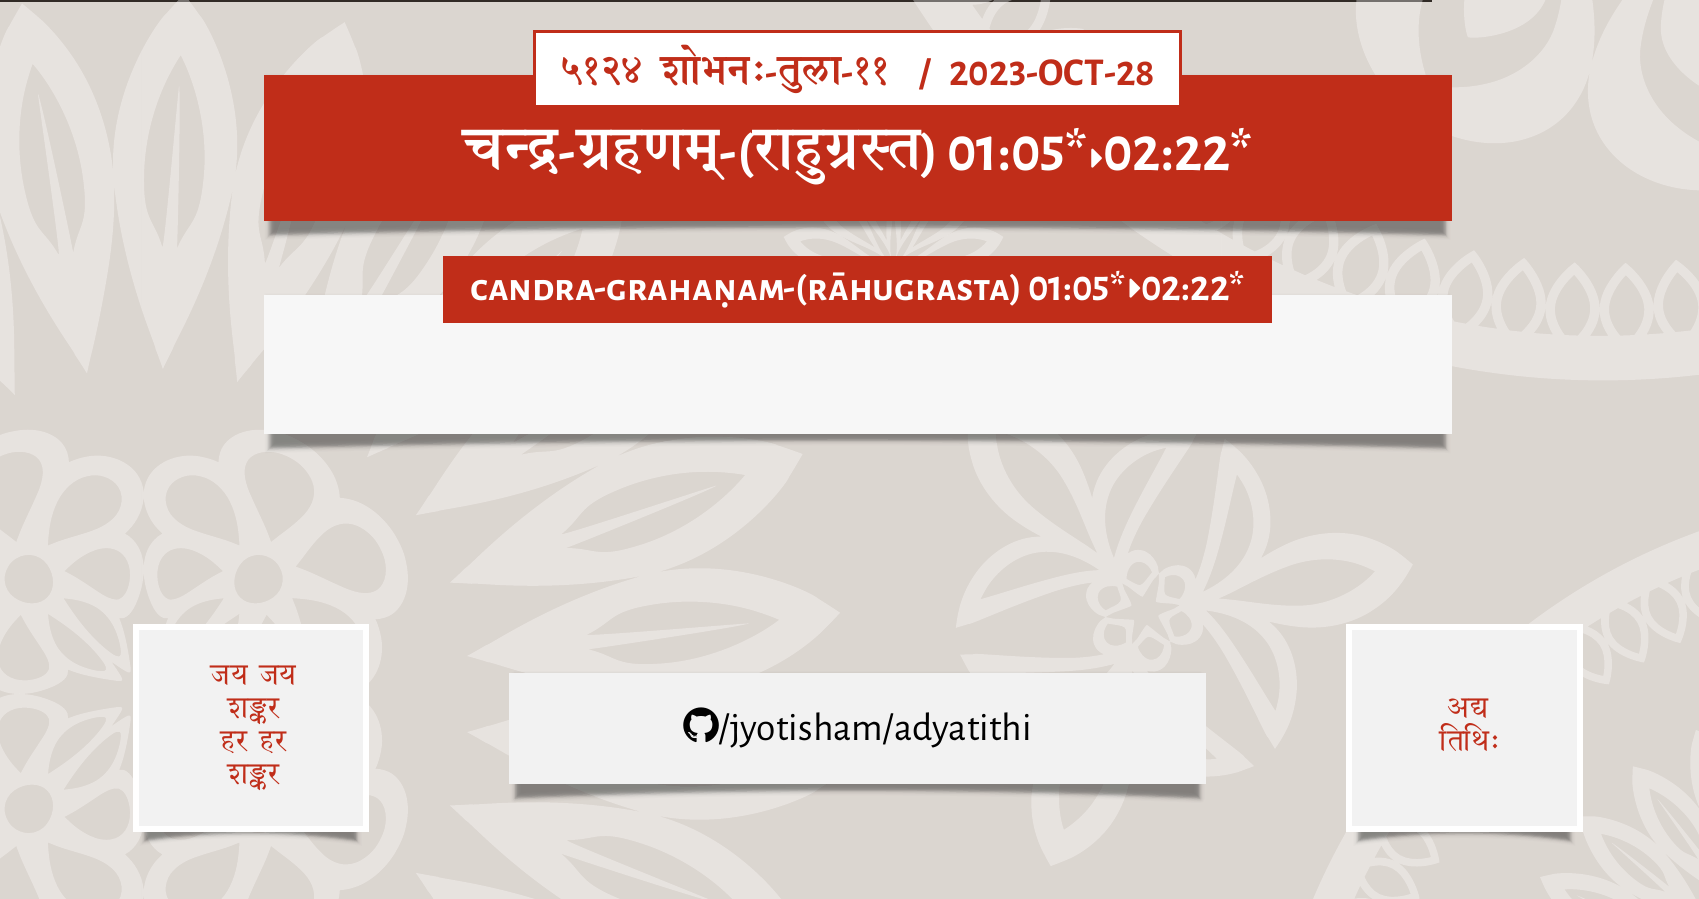 ५१२४ शोभनः-तुला-११ / 2023-OCT-28
चन्द्र-ग्रहणम्-(राहुग्रस्त) 01:05*▸02:22*
CANDRA-GRAHAṆAM-(RĀHUGRASTA) 01:05*▸02:22*
जय जय
शङ्कर
हर हर
शङ्कर
/jyotisham/adyatithi
अद्य
तिथिः